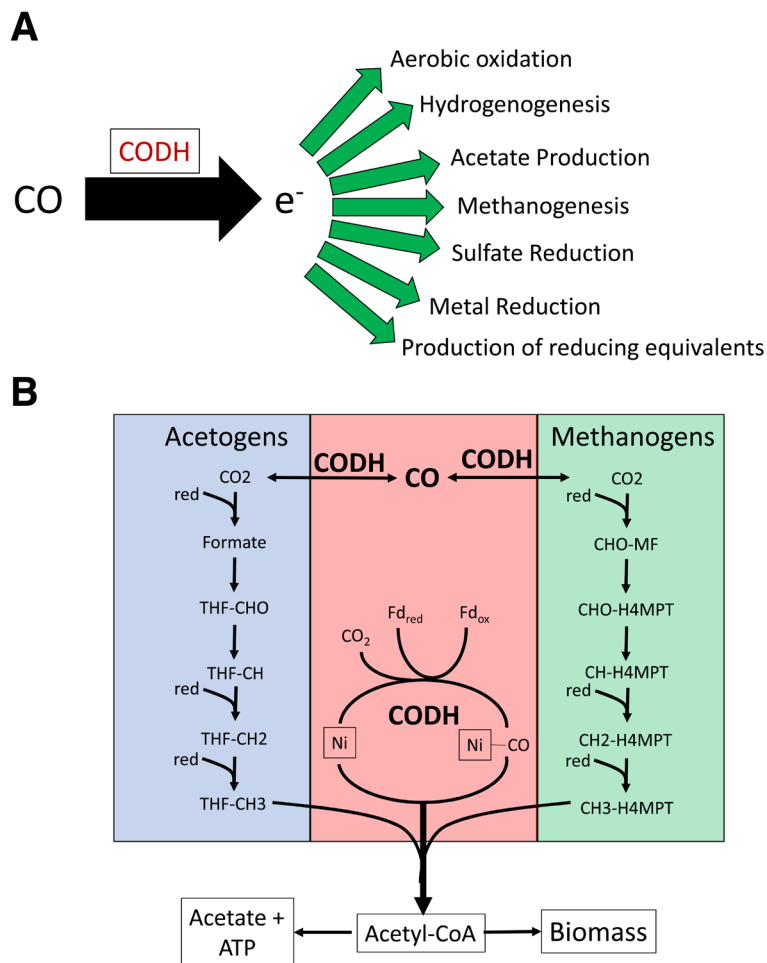 A
CODH
CO
e-
Aerobic oxidation
Hydrogenogenesis
Acetate Production
Methanogenesis
Sulfate Reduction
Metal Reduction
Production of reducing equivalents
B
Acetogens
Methanogens
CODH
CO
CODH
CO2
red
Formate
THF-CHO
THF-CH
red
THF-CH2
red
THF-CH3
CO2
Fdred
Fdox
CODH
Ni
Ni
CO
CO2
red
CHO-MF
CHO-H4MPT
CH-H4MPT
red
CH2-H4MPT
red
CH3-H4MPT
Acetate +
ATP
Acetyl-CoA
Biomass